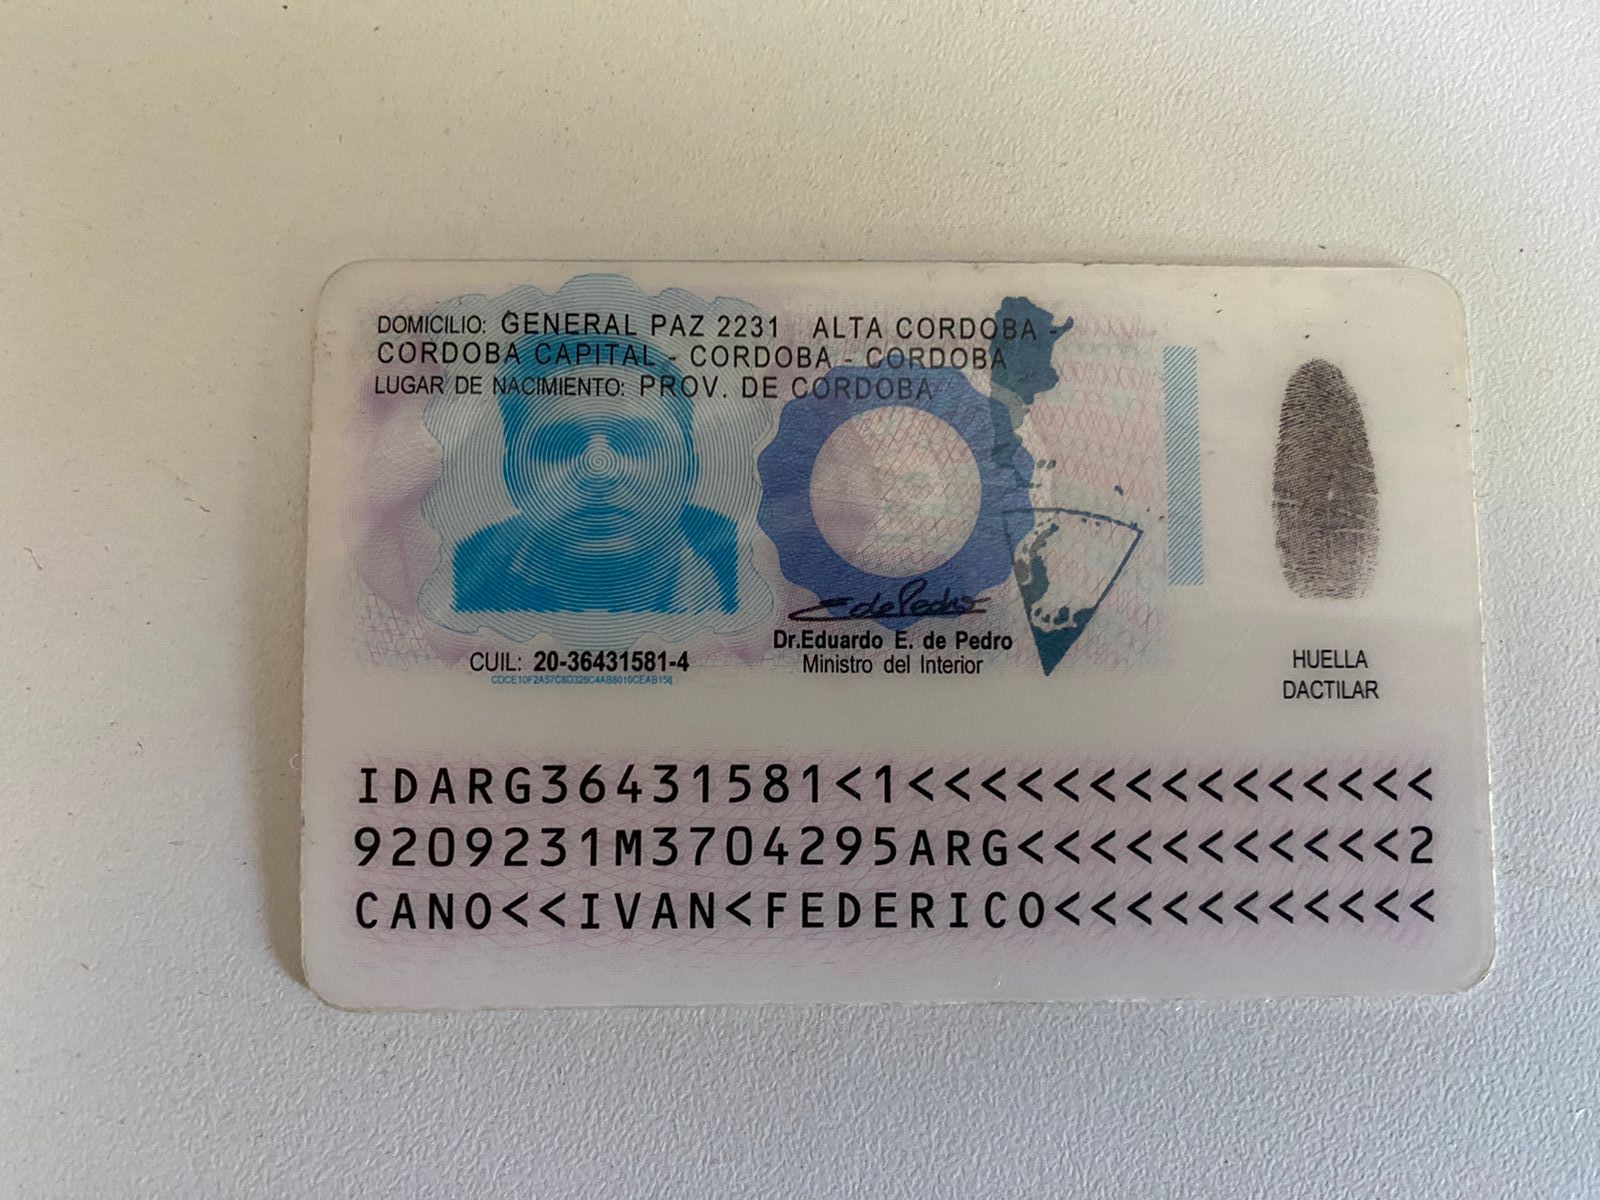 DOMICILIO: GENERAL PAZ 2231 ALTA CORDOBA -
CORDOBA CAPITAL - CORDOBA - CORDOBA
LUGAR DE NACIMIENTO: PROV. DE CORDOBA
EdePedro
Dr.Eduardo E. de Pedro
Ministro del Interior
CUIL: 20-36431581-4
HUELLA
DACTILAR
IDARG36431581<1<<<<<<<<<<<<<<<
9209231M3704295ARG<<<<<<<<<<<2
CANO<<IVAN<FEDERICO<<<<<<<<<<<